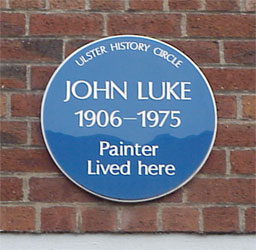 ULSTER HISTORY CIRCLE
JOHN LUKE
1906–1975
Painter
Lived here